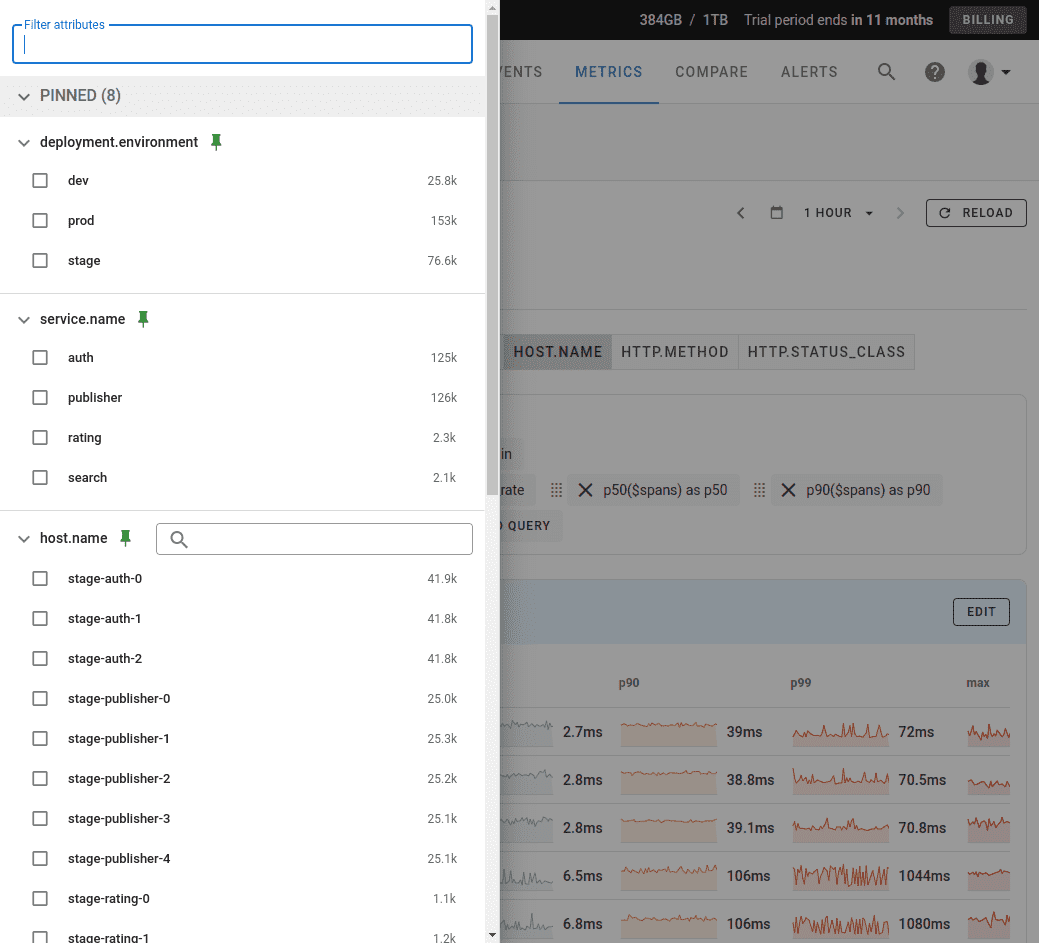 Filter attributes
384GB / 1TB Trial period ends in 11 months BILLING
METRICS COMPARE ALERTS
PINNED (8)
deployment.environment
dev 25.8k
prod 153k
stage 76.6k
1 HOUR RELOAD
service.name
auth 125k
publisher 126k
rating 2.3k
search 2.1k
HOST.NAME HTTP.METHOD HTTP.STATUS_CLASS
in
rate p50($spans) as p50 p90($spans) as p90
QUERY
host.name
stage-auth-0 41.9k
stage-auth-1 41.8k
stage-auth-2 41.8k
stage-publisher-0 25.0k
stage-publisher-1 25.3k
stage-publisher-2 25.2k
stage-publisher-3 25.1k
stage-publisher-4 25.1k
stage-rating-0 1.1k
stage-rating-1 1.2k
EDIT
p90 p99 max
2.7ms 39ms 72ms
2.8ms 38.8ms 70.5ms
2.8ms 39.1ms 70.8ms
6.5ms 106ms 1044ms
6.8ms 106ms 1080ms